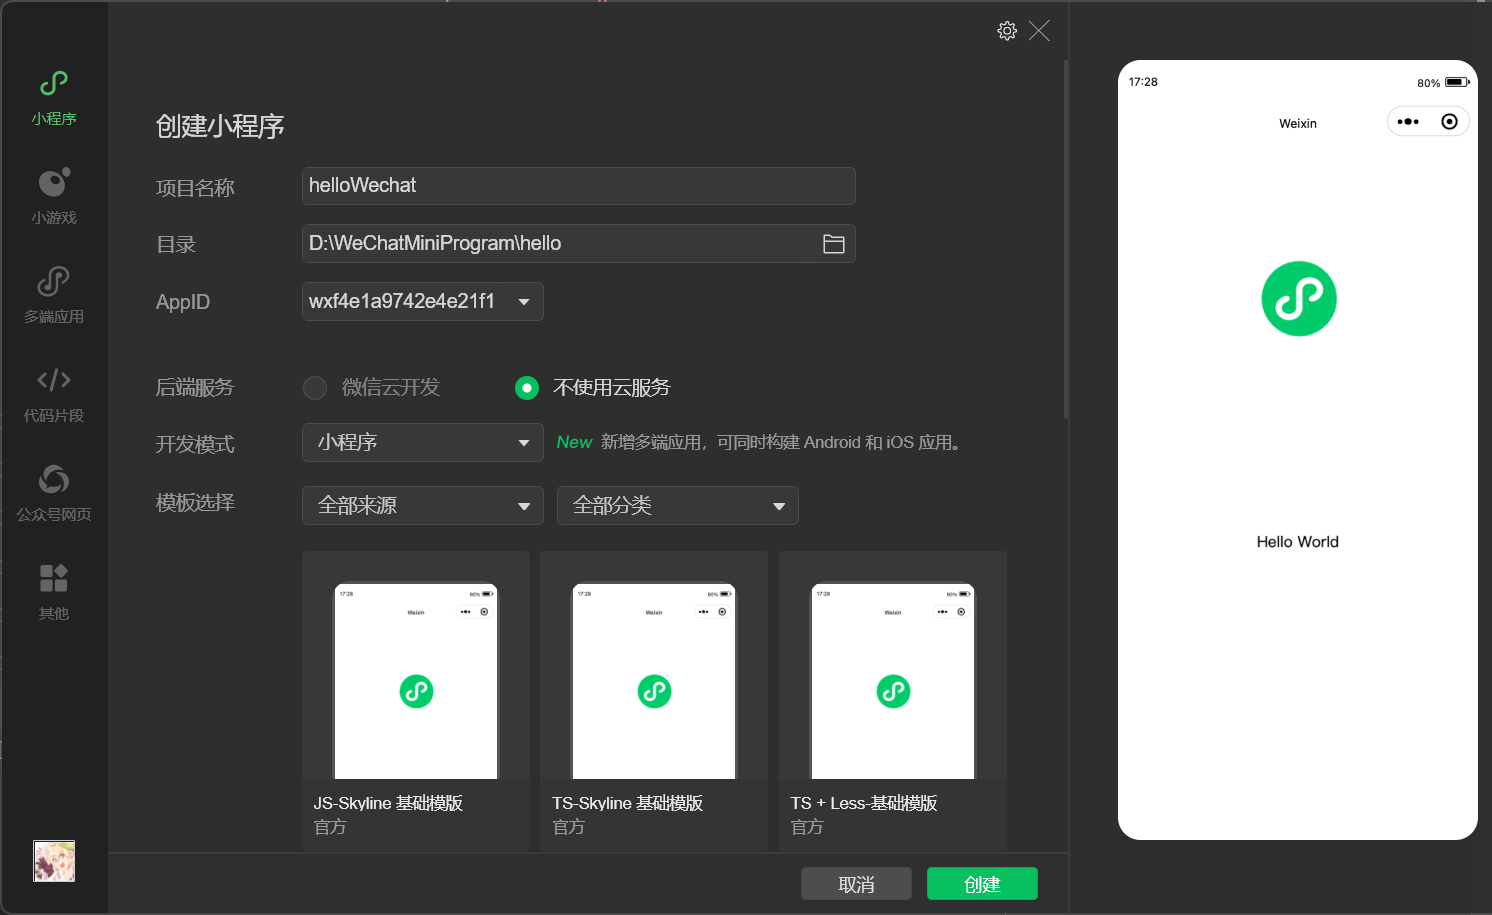 小程序
小游戏
多端应用
代码片段
公众号网页
其他
创建小程序
项目名称
helloWechat
目录
D:\WeChatMiniProgram\hello
AppID
wxf4e1a9742e4e21f1
后端服务
微信云开发
不使用云服务
开发模式
小程序
New 新增多端应用，可同时构建 Android 和 iOS 应用。
模板选择
全部来源
全部分类
17:28
80%
Weixin
JS-Skyline 基础模版
官方
17:28
80%
Weixin
TS-Skyline 基础模版
官方
17:28
80%
Weixin
TS + Less-基础模版
官方
取消
创建
17:28
80%
Weixin
Hello World